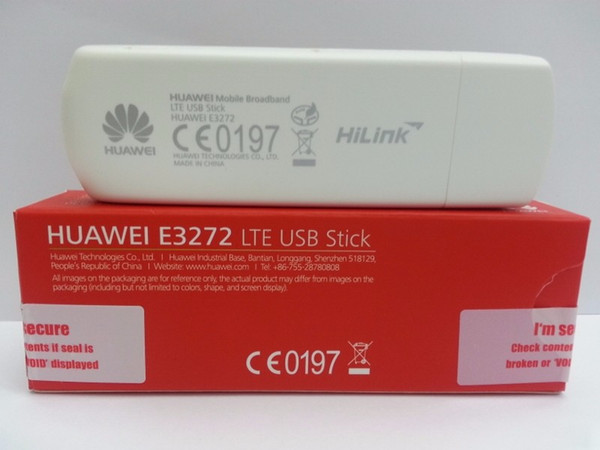 HUAWEI
HUAWEI Mobile Broadband
LTE USB Stick
HUAWEI E3272
CE0197
HUAWEI TECHNOLOGIES CO., LTD.
MADE IN CHINA
HiLink
HUAWEI E3272 LTE USB Stick
Huawei Technologies Co., Ltd. | Huawei Industrial Base, Bantian, Longgang, Shenzhen 518129,
People's Republic of China | Website: www.huawei.com | Tel: +86-755-28780808
All images on the packaging are for reference only, the actual product may differ from images on the
packaging (including but not limited to colors, shape, and screen display).
ecure
ents if seal is
OID' displayed
CE0197
I'm se
Check conten
broken or 'VO